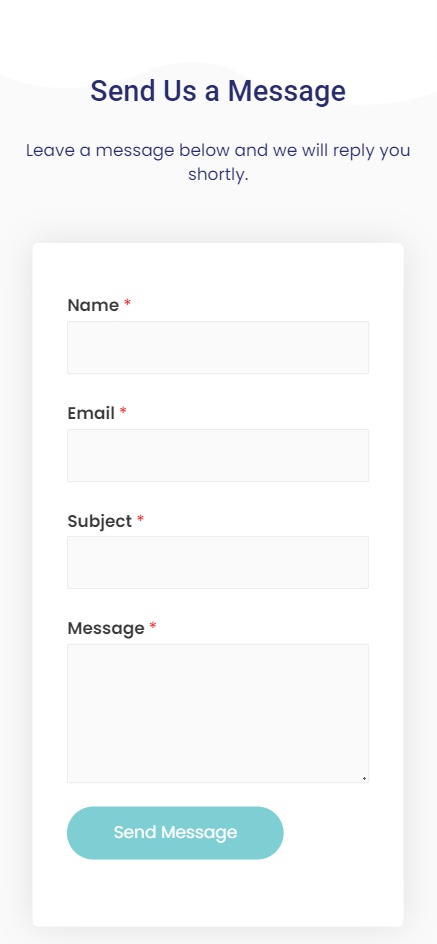 Send Us a Message
Leave a message below and we will reply you
shortly.
Name *
Email *
Subject *
Message *
Send Message